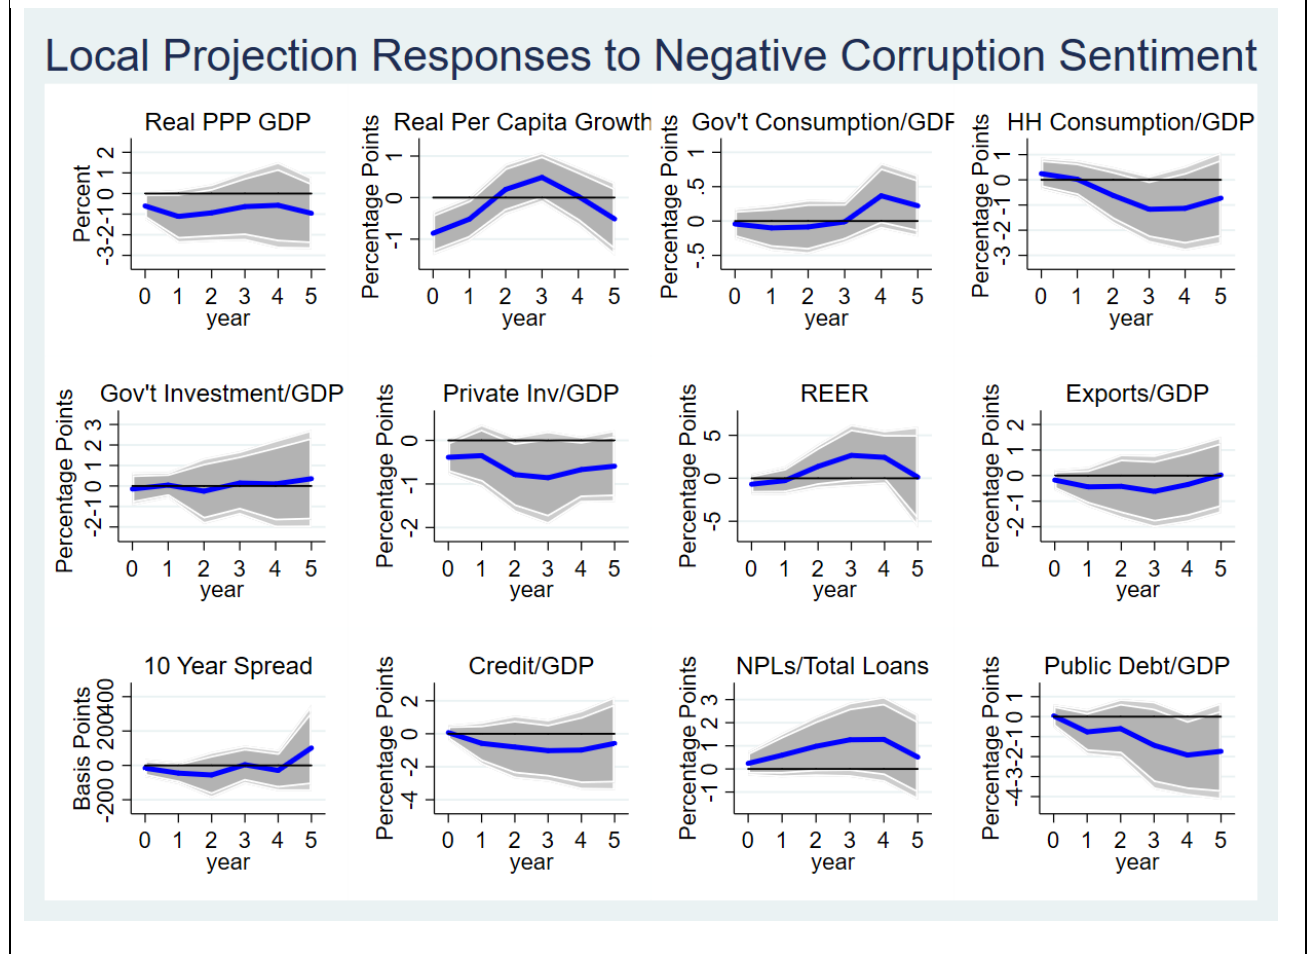 Local Projection Responses to Negative Corruption Sentiment
Real PPP GDP
Percent
2
1
0
-1
-2
-3
0 1 2 3 4 5
year
Real Per Capita Growth
Percentage Points
1
0
-1
0 1 2 3 4 5
year
Gov't Consumption/GDP
Percentage Points
1
.5
0
-.5
0 1 2 3 4 5
year
HH Consumption/GDP
Percentage Points
1
0
-1
-2
-3
0 1 2 3 4 5
year
Gov't Investment/GDP
Percentage Points
3
2
1
0
-1
-2
0 1 2 3 4 5
year
Private Inv/GDP
Percentage Points
0
-1
-2
0 1 2 3 4 5
year
REER
Percentage Points
5
0
-5
0 1 2 3 4 5
year
Exports/GDP
Percentage Points
2
1
0
-1
-2
0 1 2 3 4 5
year
10 Year Spread
Basis Points
400
200
0
-200
0 1 2 3 4 5
year
Credit/GDP
Percentage Points
2
0
-2
-4
0 1 2 3 4 5
year
NPLs/Total Loans
Percentage Points
3
2
1
0
-1
0 1 2 3 4 5
year
Public Debt/GDP
Percentage Points
1
0
-1
-2
-3
-4
0 1 2 3 4 5
year